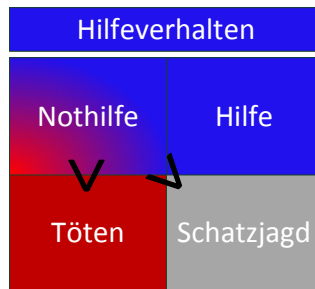 Hilfeverhalten
Nothilfe Hilfe
>
>
Töten Schatzjagd